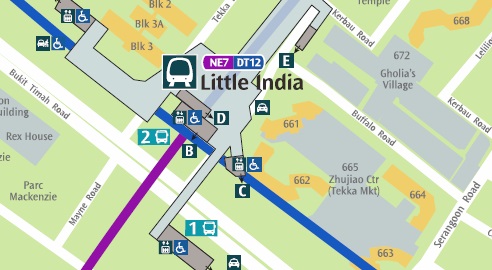 Blk 2
Blk 3A
Blk 3
Kerbau Road
668
672
Gholia's
Village
NE7 DT12
Little India
E
Bukit Timah Road
D
661
Buffalo Road
Kerbau Road
Rex House
2
B
C
662
665
Zhujiao Ctr
(Tekka Mkt)
664
Parc
Mackenzie
Mayne Road
1
Serangoon Road
663